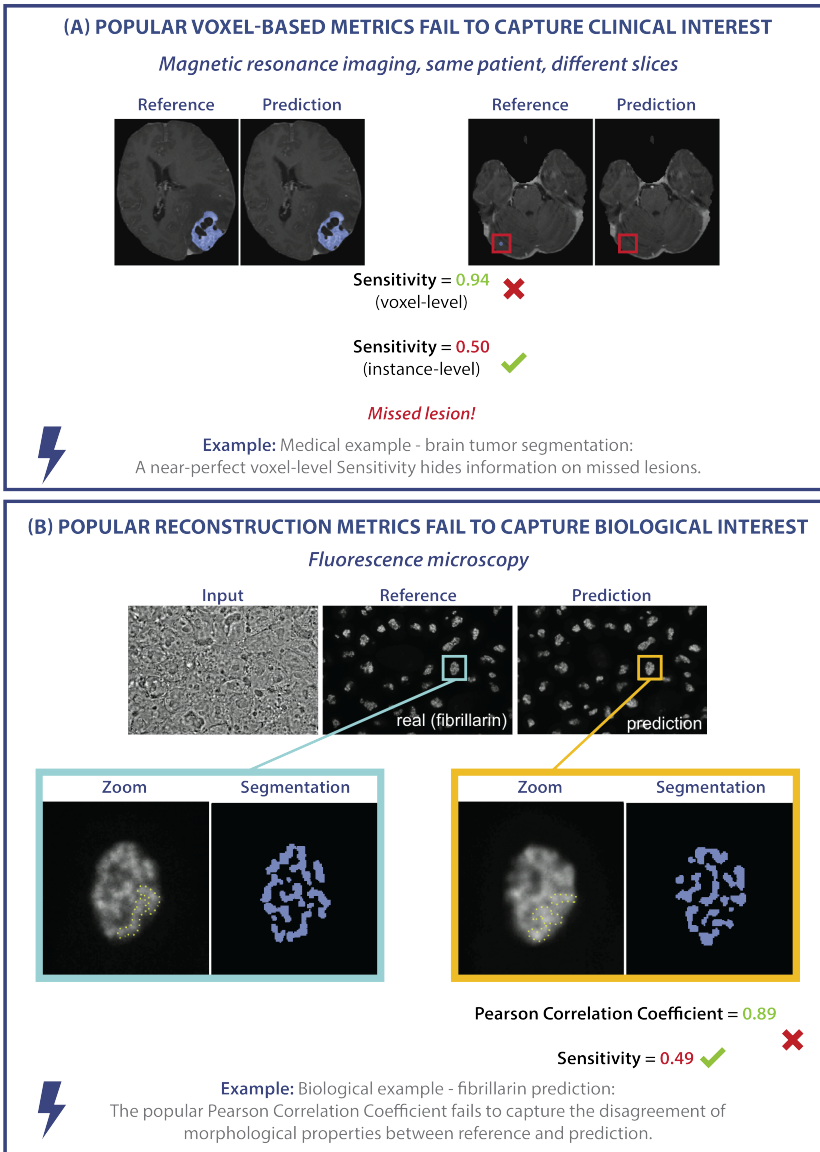 (A) POPULAR VOXEL-BASED METRICS FAIL TO CAPTURE CLINICAL INTEREST
Magnetic resonance imaging, same patient, different slices
Reference Prediction Reference Prediction
Sensitivity = 0.94
(voxel-level)
Sensitivity = 0.50
(instance-level)
Missed lesion!
Example: Medical example - brain tumor segmentation:
A near-perfect voxel-level Sensitivity hides information on missed lesions.
(B) POPULAR RECONSTRUCTION METRICS FAIL TO CAPTURE BIOLOGICAL INTEREST
Fluorescence microscopy
Input Reference Prediction
real (fibrillarin) prediction
Zoom Segmentation Zoom Segmentation
Pearson Correlation Coefficient = 0.89
Sensitivity = 0.49
Example: Biological example - fibrillarin prediction:
The popular Pearson Correlation Coefficient fails to capture the disagreement of
morphological properties between reference and prediction.